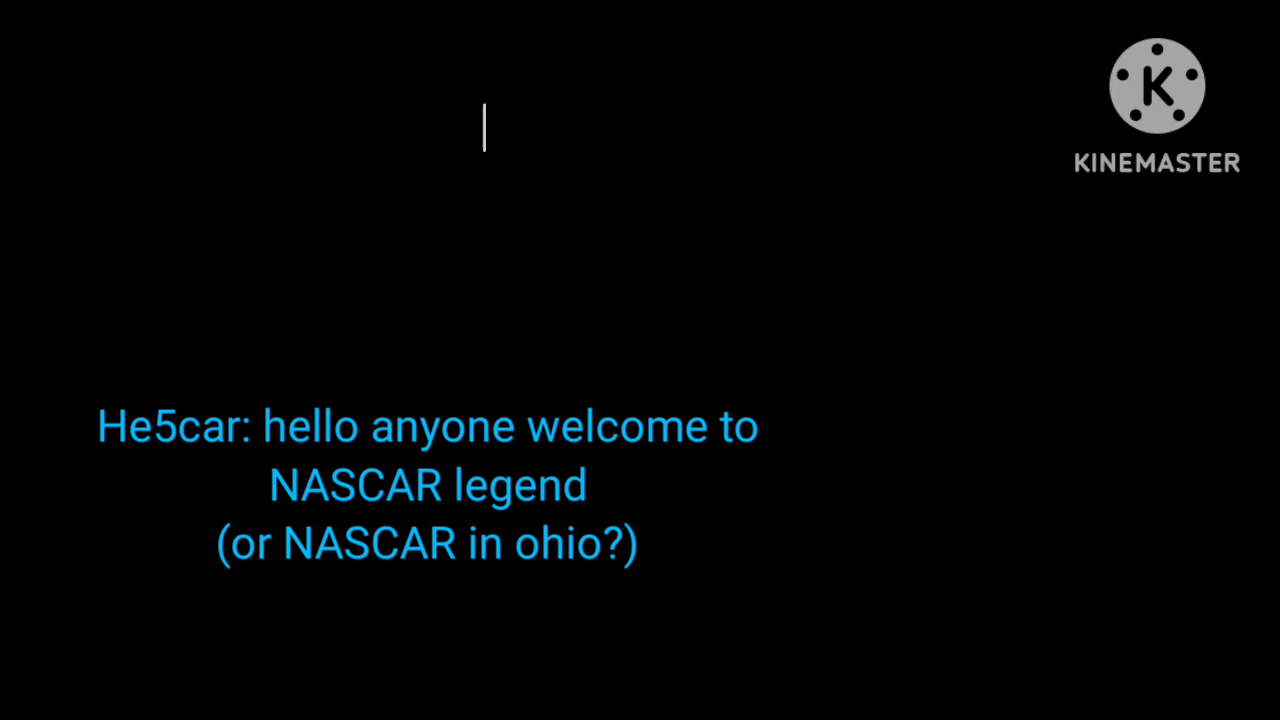 K
KINEMASTER
He5car: hello anyone welcome to
NASCAR legend
(or NASCAR in ohio?)